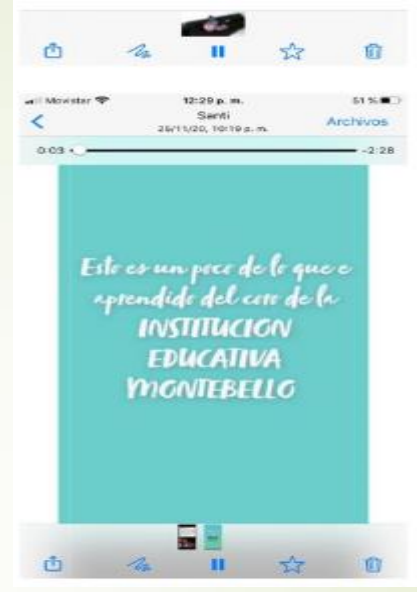 Movistar 12:29 p. m. 51 %
Santi
25/11/20, 10:19 p. m.
Archivos
0:03 -2:28
Esto es un poco de lo que e
aprendido del coro de la
INSTITUCION
EDUCATIVA
MONTEBELLO